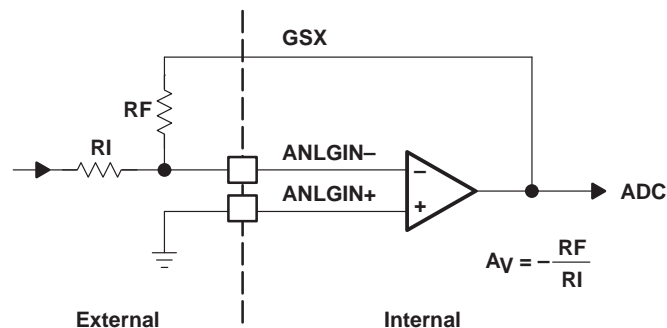 GSX
RF
RI
ANLGIN–
ANLGIN+
–
+
ADC
AV = – RF
RI
External
Internal